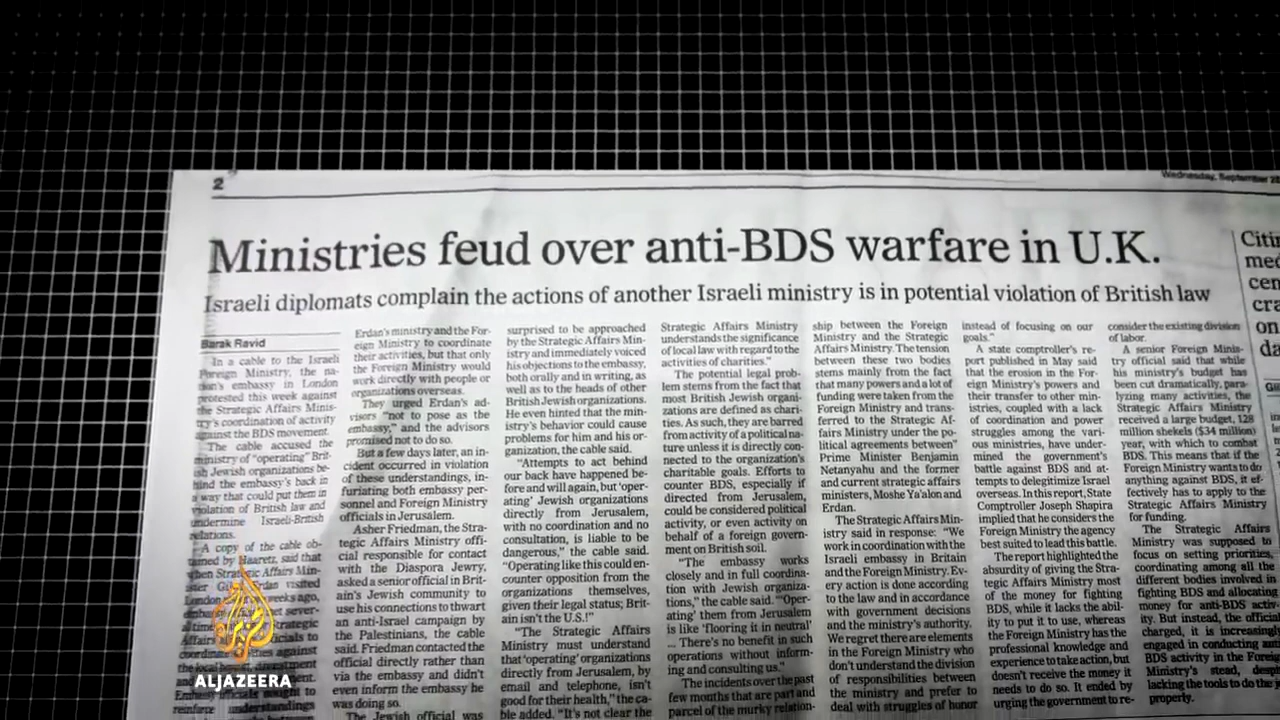 2
Wednesday, September
Ministries feud over anti-BDS warfare in U.K.
Israeli diplomats complain the actions of another Israeli ministry is in potential violation of British law
Barak Ravid
In a cable to the Israeli
Foreign Ministry, the na-
tion's embassy in London
protested this week against
the Strategic Affairs Minis-
try's coordination of activity
against the BDS movement.
The cable accused the
ministry of "operating" Brit-
ish Jewish organizations be-
hind the embassy's back in
a way that could put them in
violation of British law and
undermine Israeli-British
relations.
A copy of the cable ob-
tained by Haaretz, said that
when Strategic Affairs Min-
ister Erdan visited
London weeks ago,
Erdan's ministry and the For-
eign Ministry to coordinate
their activities, but that only
the Foreign Ministry would
work directly with people or
organizations overseas.
They urged Erdan's ad-
visors "not to pose as the
embassy," and the advisors
promised not to do so.
But a few days later, an in-
cident occurred in violation
of these understandings, in-
furiating both embassy per-
sonnel and Foreign Ministry
officials in Jerusalem.
Asher Friedman, the Stra-
tegic Affairs Ministry offi-
cial responsible for contact
with the Diaspora Jewry,
asked a senior official in Brit-
ain's Jewish community to
use his connections to thwart
an anti-Israel campaign by
the Palestinians, the cable
said. Friedman contacted the
official directly rather than
via the embassy and didn't
even inform the embassy he
was doing so.
The Jewish official was
surprised to be approached
by the Strategic Affairs Min-
istry and immediately voiced
his objections to the embassy,
both orally and in writing, as
well as to the heads of other
British Jewish organizations.
He even hinted that the min-
istry's behavior could cause
problems for him and his or-
ganization, the cable said.
"Attempts to act behind
our back have happened be-
fore and will again, but 'oper-
ating' Jewish organizations
directly from Jerusalem,
with no coordination and no
consultation, is liable to be
dangerous," the cable said.
"Operating like this could en-
counter opposition from the
organizations themselves,
given their legal status; Brit-
ain isn't the U.S.!"
"The Strategic Affairs
Ministry must understand
that 'operating' organizations
directly from Jerusalem, by
email and telephone, isn't
good for their health," the ca-
ble added. "It's not clear the
Strategic Affairs Ministry
understands the significance
of local law with regard to the
activities of charities."
The potential legal prob-
lem stems from the fact that
most British Jewish organi-
zations are defined as chari-
ties. As such, they are barred
from activity of a political na-
ture unless it is directly con-
nected to the organization's
charitable goals. Efforts to
counter BDS, especially if
directed from Jerusalem,
could be considered political
activity, or even activity on
behalf of a foreign govern-
ment on British soil.
"The embassy works
closely and in full coordina-
tion with Jewish organiza-
tions," the cable said. "'Oper-
ating' them from Jerusalem
is like 'flooring it in neutral'
... There's no benefit in such
operations without inform-
ing and consulting us."
The incidents over the past
few months that are part and
parcel of the murky relation-
ship between the Foreign
Ministry and the Strategic
Affairs Ministry. The tension
between these two bodies
stems mainly from the fact
that many powers and a lot of
funding were taken from the
Foreign Ministry and trans-
ferred to the Strategic Af-
fairs Ministry under the po-
litical agreements between"
Prime Minister Benjamin
Netanyahu and the former
and current strategic affairs
ministers, Moshe Ya'alon and
Erdan.
The Strategic Affairs Min-
istry said in response: "We
work in coordination with the
Israeli embassy in Britain
and the Foreign Ministry. Ev-
ery action is done according
to the law and in accordance
with government decisions
and the ministry's authority.
We regret there are elements
in the Foreign Ministry who
don't understand the division
of responsibilities between
the ministry and prefer to
deal with struggles of honor
instead of focusing on our
goals."
A state comptroller's re-
port published in May said
that the erosion in the For-
eign Ministry's powers and
their transfer to other min-
istries, coupled with a lack
of coordination and power
struggles among the vari-
ous ministries, have under-
mined the government's
battle against BDS and at-
tempts to delegitimize Israel
overseas. In this report, State
Comptroller Joseph Shapira
implied that he considers the
Foreign Ministry the agency
best suited to lead this battle.
The report highlighted the
absurdity of giving the Stra-
tegic Affairs Ministry most
of the money for fighting
BDS, while it lacks the abil-
ity to put it to use, whereas
the Foreign Ministry has the
professional knowledge and
experience to take action, but
doesn't receive the money it
needs to do so. It ended by
urging the government to re-
consider the existing division
of labor.
A senior Foreign Minis-
try official said that while
his ministry's budget has
been cut dramatically, para-
lyzing many activities, the
Strategic Affairs Ministry
received a large budget, 128
million shekels ($34 million)
year, with which to combat
BDS. This means that if the
Foreign Ministry wants to do
anything against BDS, it ef-
fectively has to apply to the
Strategic Affairs Ministry
for funding.
The Strategic Affairs
Ministry was supposed to
focus on setting priorities,
coordinating among all the
different bodies involved in
fighting BDS and allocating
money for anti-BDS activ-
ity. But instead, the official
charged, it is increasingly
engaged in conducting anti-
BDS activity in the Foreign
Ministry's stead, despite
lacking the tools to do the job
properly.
ALJAZEERA